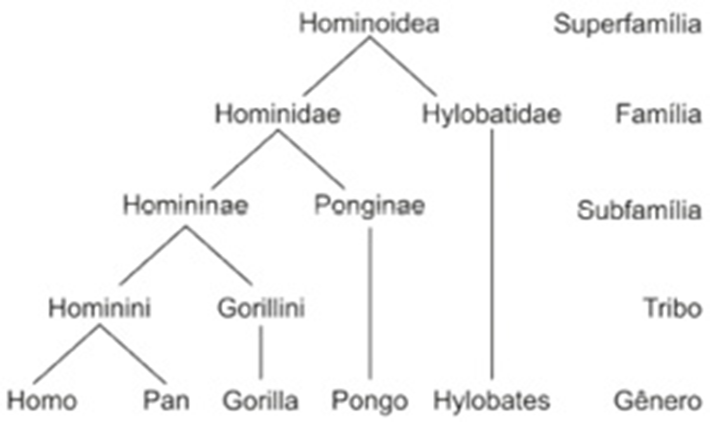 Hominoidea Superfamília
Hominidae Hylobatidae Família
Homininae Ponginae Subfamília
Hominini Gorillini Tribo
Homo Pan Gorilla Pongo Hylobates Gênero